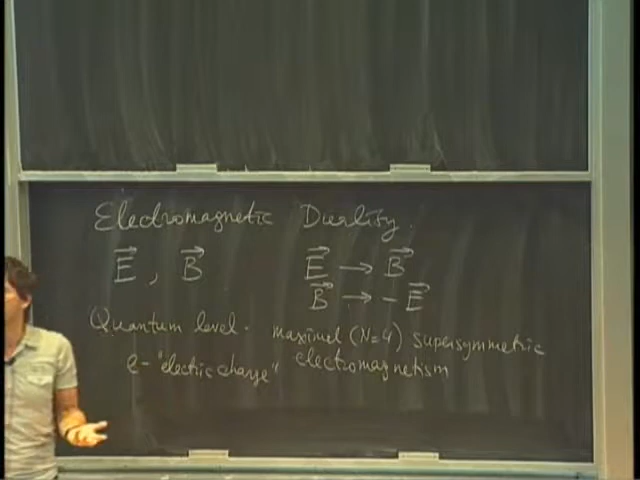 Electromagnetic Duality.
E⃗ , B⃗ E⃗ → B⃗
B⃗ → − E⃗
Quantum level. maximal (N=4) supersymmetric
e - "electric charge" electromagnetism